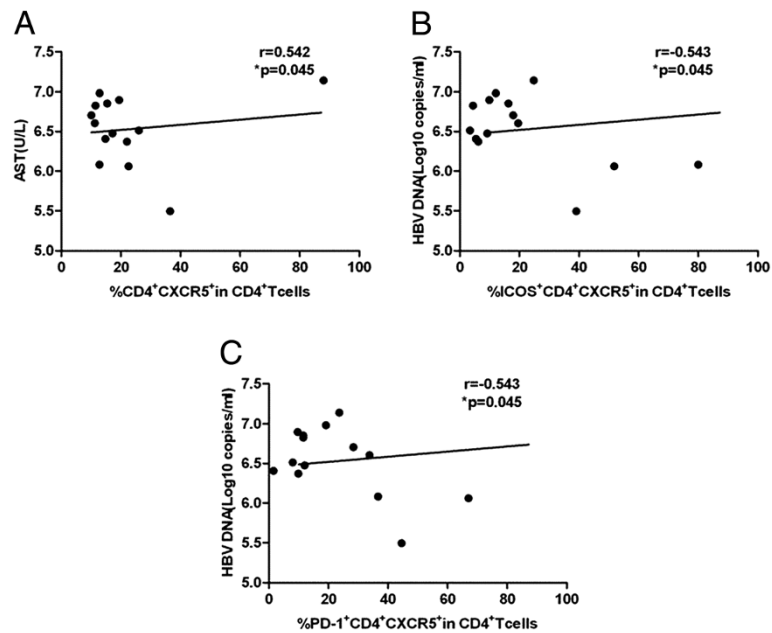 A
r=0.542
*p=0.045
7.5
7.0
6.5
6.0
5.5
5.0
AST(U/L)
0 20 40 60 80 100
%CD4⁺CXCR5⁺in CD4⁺Tcells
B
r=-0.543
*p=0.045
7.5
7.0
6.5
6.0
5.5
5.0
HBV DNA(Log10 copies/ml)
0 20 40 60 80 100
%ICOS⁺CD4⁺CXCR5⁺in CD4⁺Tcells
C
r=-0.543
*p=0.045
7.5
7.0
6.5
6.0
5.5
5.0
HBV DNA(Log10 copies/ml)
0 20 40 60 80 100
%PD-1⁺CD4⁺CXCR5⁺in CD4⁺Tcells